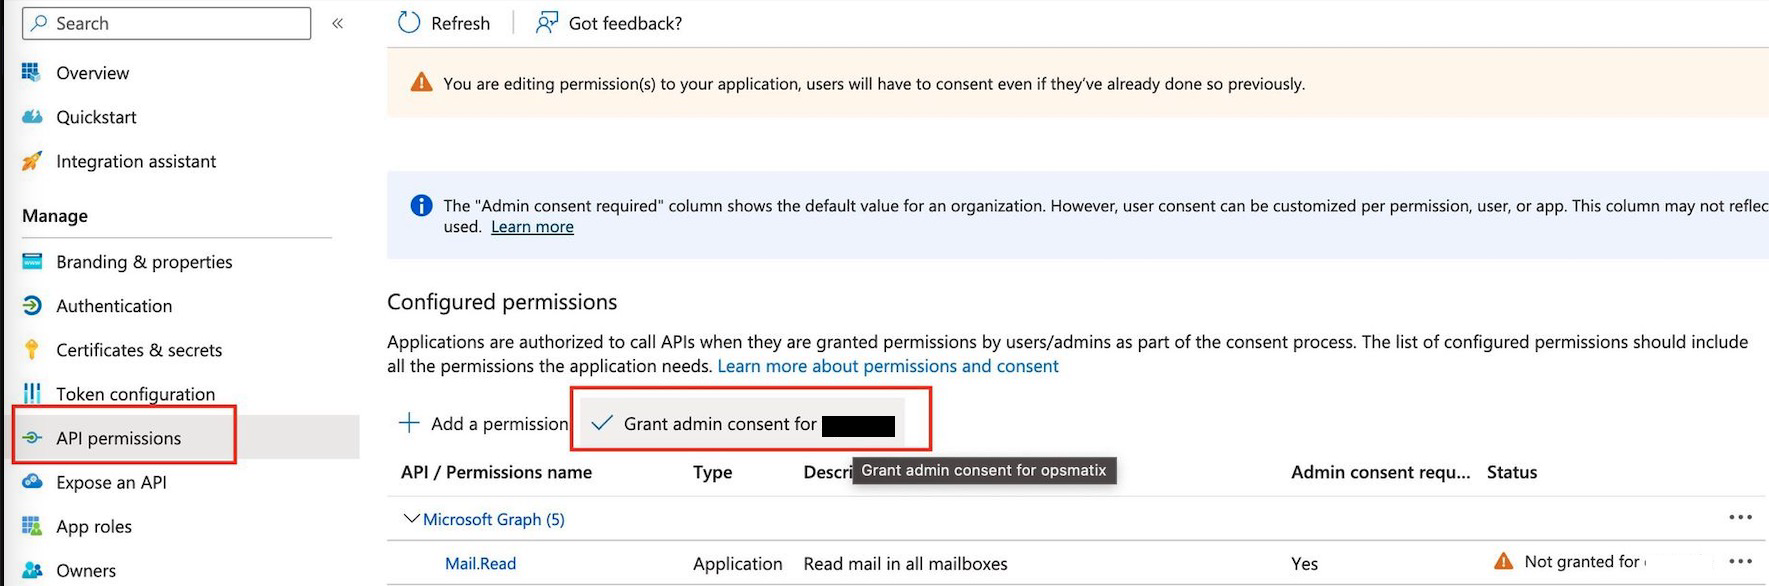 Search
Refresh
Got feedback?
Overview
Quickstart
Integration assistant
Manage
Branding & properties
Authentication
Certificates & secrets
Token configuration
API permissions
Expose an API
App roles
Owners
You are editing permission(s) to your application, users will have to consent even if they've already done so previously.
The "Admin consent required" column shows the default value for an organization. However, user consent can be customized per permission, user, or app. This column may not reflec
used. Learn more
Configured permissions
Applications are authorized to call APIs when they are granted permissions by users/admins as part of the consent process. The list of configured permissions should include
all the permissions the application needs. Learn more about permissions and consent
Add a permission
Grant admin consent for
Grant admin consent for opsmatix
API / Permissions name Type Descri Admin consent requ... Status
Microsoft Graph (5)
Mail.Read Application Read mail in all mailboxes Yes Not granted for